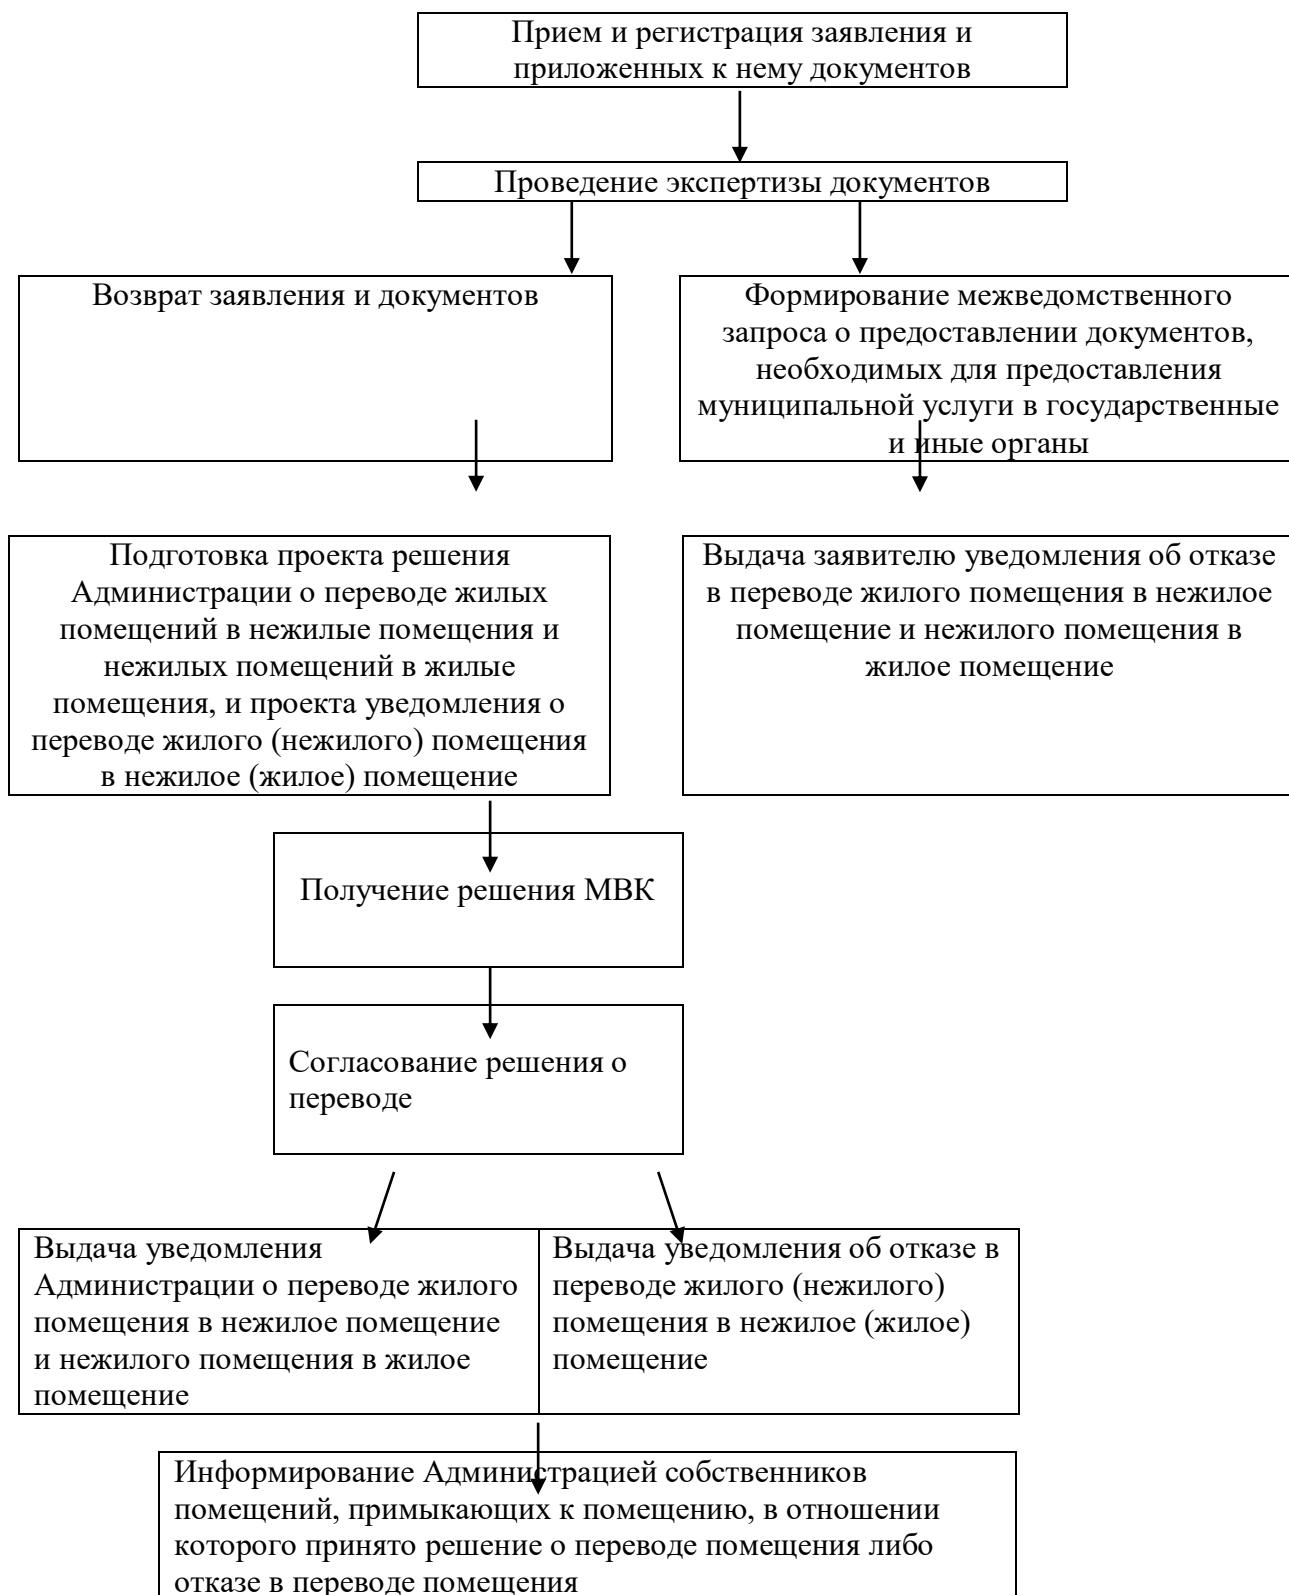 Прием и регистрация заявления и
приложенных к нему документов
Проведение экспертизы документов
Возврат заявления и документов
Формирование межведомственного
запроса о предоставлении документов,
необходимых для предоставления
муниципальной услуги в государственные
и иные органы
Подготовка проекта решения
Администрации о переводе жилых
помещений в нежилые помещения и
нежилых помещений в жилые
помещения, и проекта уведомления о
переводе жилого (нежилого) помещения
в нежилое (жилое) помещение
Выдача заявителю уведомления об отказе
в переводе жилого помещения в нежилое
помещение и нежилого помещения в
жилое помещение
Получение решения МВК
Согласование решения о
переводе
Выдача уведомления
Администрации о переводе жилого
помещения в нежилое помещение
и нежилого помещения в жилое
помещение
Выдача уведомления об отказе в
переводе жилого (нежилого)
помещения в нежилое (жилое)
помещение
Информирование Администрацией собственников
помещений, примыкающих к помещению, в отношении
которого принято решение о переводе помещения либо
отказе в переводе помещения